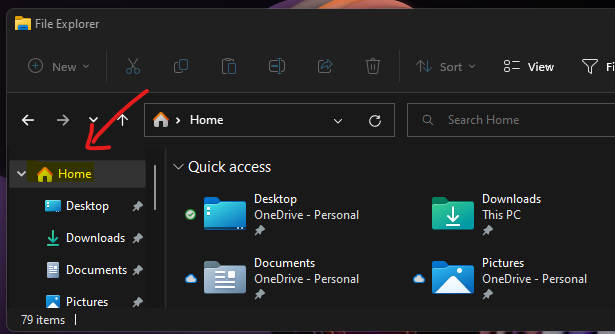 File Explorer
New Sort View Fi
Home Search Home
Home
Quick access
Desktop
Downloads
Documents
Pictures
Desktop
OneDrive - Personal
Downloads
This PC
Documents
OneDrive - Personal
Pictures
OneDrive - Personal
79 items